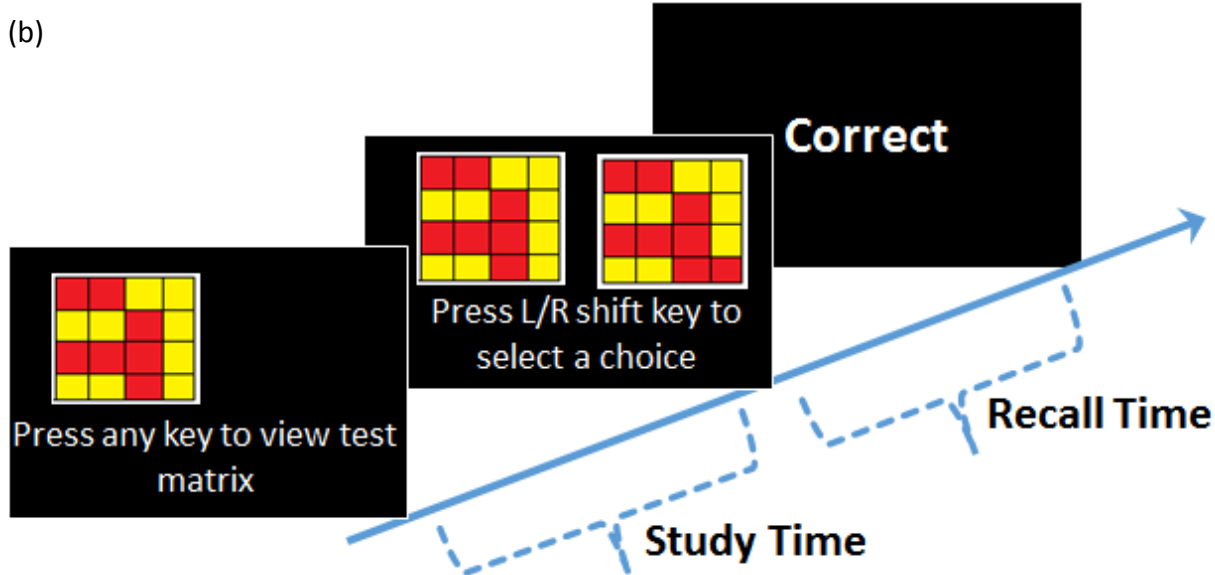 (b)
Correct
Press L/R shift key to
select a choice
Press any key to view test
matrix
Recall Time
Study Time